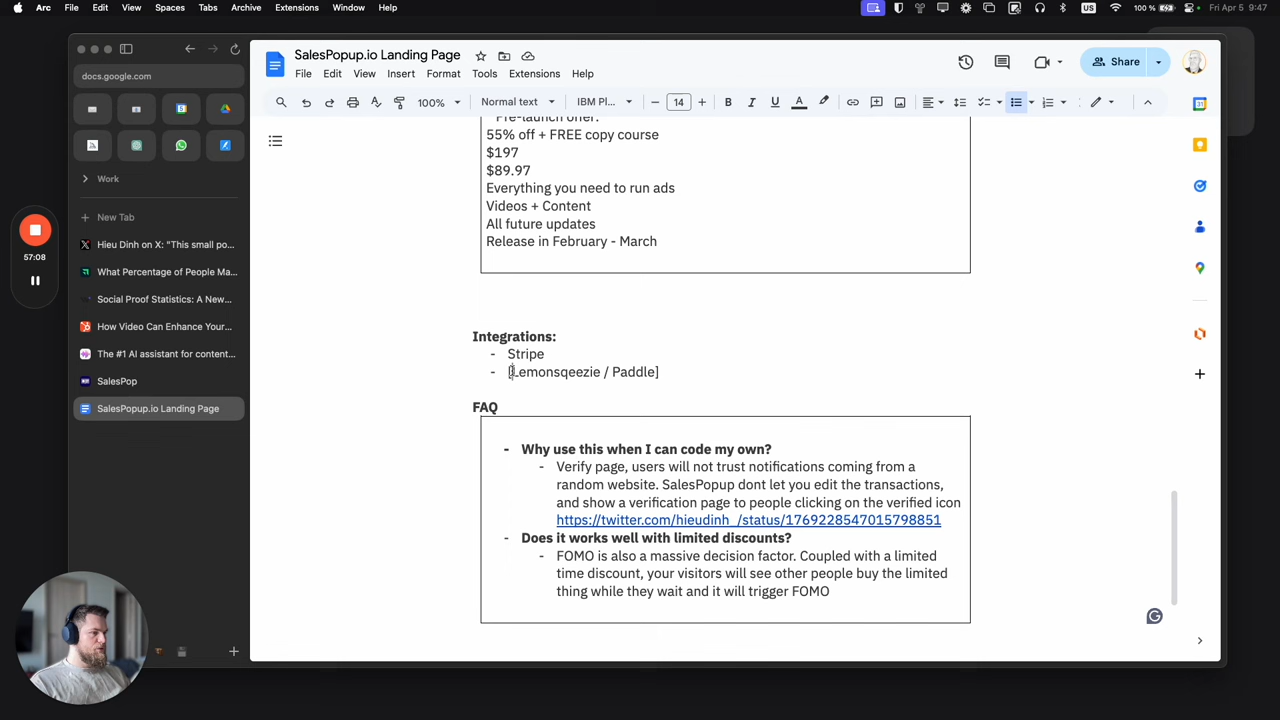 Arc File Edit View Spaces Tabs Archive Extensions Window Help
US 100 % Fri Apr 5 9:47
docs.google.com
Work
New Tab
Hieu Dinh on X: "This small po...
What Percentage of People Ma...
Social Proof Statistics: A New...
How Video Can Enhance Your...
The #1 AI assistant for content...
SalesPop
SalesPopup.io Landing Page
57:08
SalesPopup.io Landing Page
File Edit View Insert Format Tools Extensions Help
Share
100% Normal text IBM Pl... 14
Pre-launch offer:
55% off + FREE copy course
$197
$89.97
Everything you need to run ads
Videos + Content
All future updates
Release in February - March
Integrations:
- Stripe
- [Lemonsqeezie / Paddle]
FAQ
- Why use this when I can code my own?
- Verify page, users will not trust notifications coming from a
random website. SalesPopup dont let you edit the transactions,
and show a verification page to people clicking on the verified icon
https://twitter.com/hieudinh_/status/1769228547015798851
- Does it works well with limited discounts?
- FOMO is also a massive decision factor. Coupled with a limited
time discount, your visitors will see other people buy the limited
thing while they wait and it will trigger FOMO